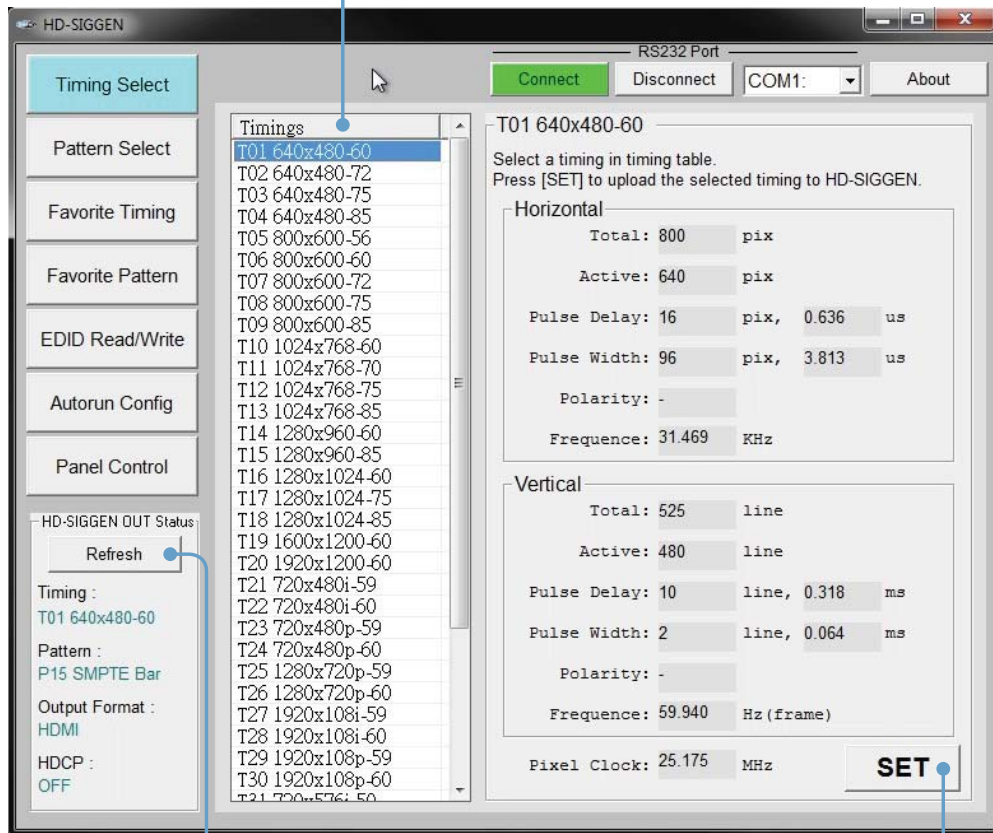 HD-SIGGEN
RS232 Port
Timing Select
Connect
Disconnect
COM1:
About
Pattern Select
Favorite Timing
Favorite Pattern
EDID Read/Write
Autorun Config
Panel Control
HD-SIGGEN OUT Status
Refresh
Timing :
T01 640x480-60
Pattern :
P15 SMPTE Bar
Output Format :
HDMI
HDCP :
OFF
Timings
T01 640x480-60
T02 640x480-72
T03 640x480-75
T04 640x480-85
T05 800x600-56
T06 800x600-60
T07 800x600-72
T08 800x600-75
T09 800x600-85
T10 1024x768-60
T11 1024x768-70
T12 1024x768-75
T13 1024x768-85
T14 1280x960-60
T15 1280x960-85
T16 1280x1024-60
T17 1280x1024-75
T18 1280x1024-85
T19 1600x1200-60
T20 1920x1200-60
T21 720x480i-59
T22 720x480i-60
T23 720x480p-59
T24 720x480p-60
T25 1280x720p-59
T26 1280x720p-60
T27 1920x108i-59
T28 1920x108i-60
T29 1920x108p-59
T30 1920x108p-60
T31 720x576i-50
T01 640x480-60
Select a timing in timing table.
Press [SET] to upload the selected timing to HD-SIGGEN.
Horizontal
Total: 800 pix
Active: 640 pix
Pulse Delay: 16 pix, 0.636 us
Pulse Width: 96 pix, 3.813 us
Polarity: -
Frequence: 31.469 KHz
Vertical
Total: 525 line
Active: 480 line
Pulse Delay: 10 line, 0.318 ms
Pulse Width: 2 line, 0.064 ms
Polarity: -
Frequence: 59.940 Hz(frame)
Pixel Clock: 25.175 MHz
SET